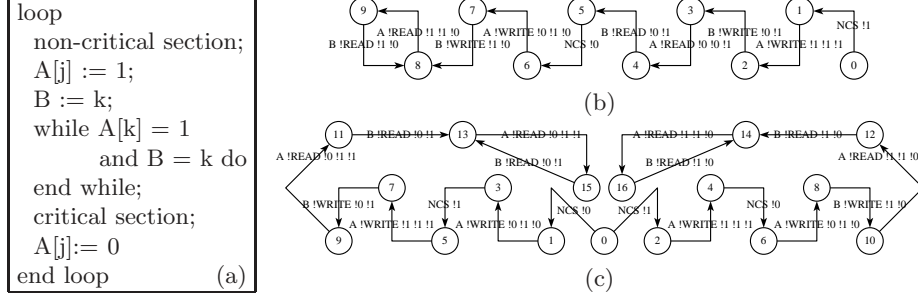 loop
non-critical section;
A[j] := 1;
B := k;
while A[k] = 1
and B = k do
end while;
critical section;
A[j]:= 0
end loop (a)
9 7 5 3 1
A !READ !1 !1 !0 A !WRITE !0 !1 !0 B !READ !1 !0 B !WRITE !1 !0 NCS !1
B !READ !1 !0 B !WRITE !1 !0 NCS !0 A !READ !0 !0 !1 A !WRITE !1 !1 !1
8 6 4 2 0
(b)
11 13 14 12
B !READ !0 !1 A !READ !0 !1 !1 A !READ !1 !1 !0 B !READ !1 !0
A !READ !0 !1 !1 B !READ !0 !1 B !READ !1 !0 A !READ !1 !1 !0
7 3 15 16 4 8
B !WRITE !0 !1 NCS !1 NCS !0 NCS !1 NCS !0 B !WRITE !1 !0
A !WRITE !1 !1 !1 A !WRITE !0 !1 !0 A !WRITE !1 !1 !1 A !WRITE !0 !1 !0
9 5 1 0 2 6 10
(c)